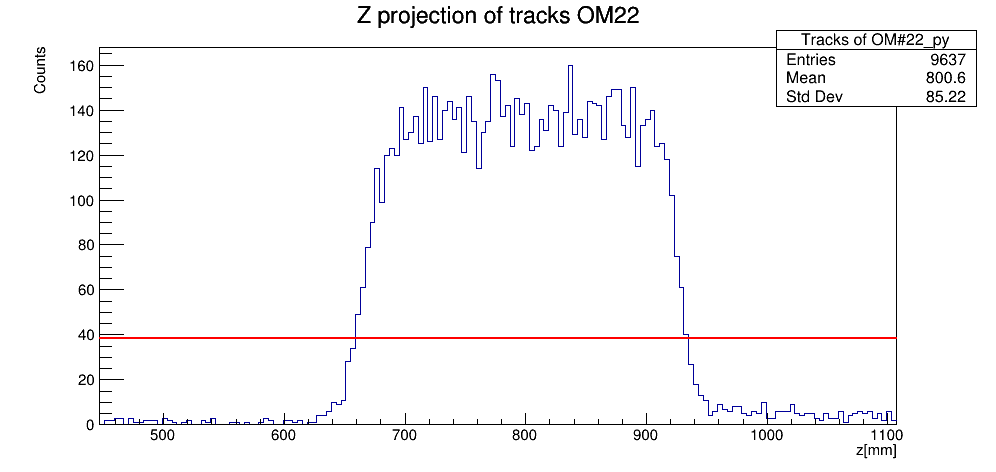 Z projection of tracks OM22
Tracks of OM#22_py
Entries 9637
Mean 800.6
Std Dev 85.22
Counts
160
140
120
100
80
60
40
20
0
500 600 700 800 900 1000 1100
z[mm]